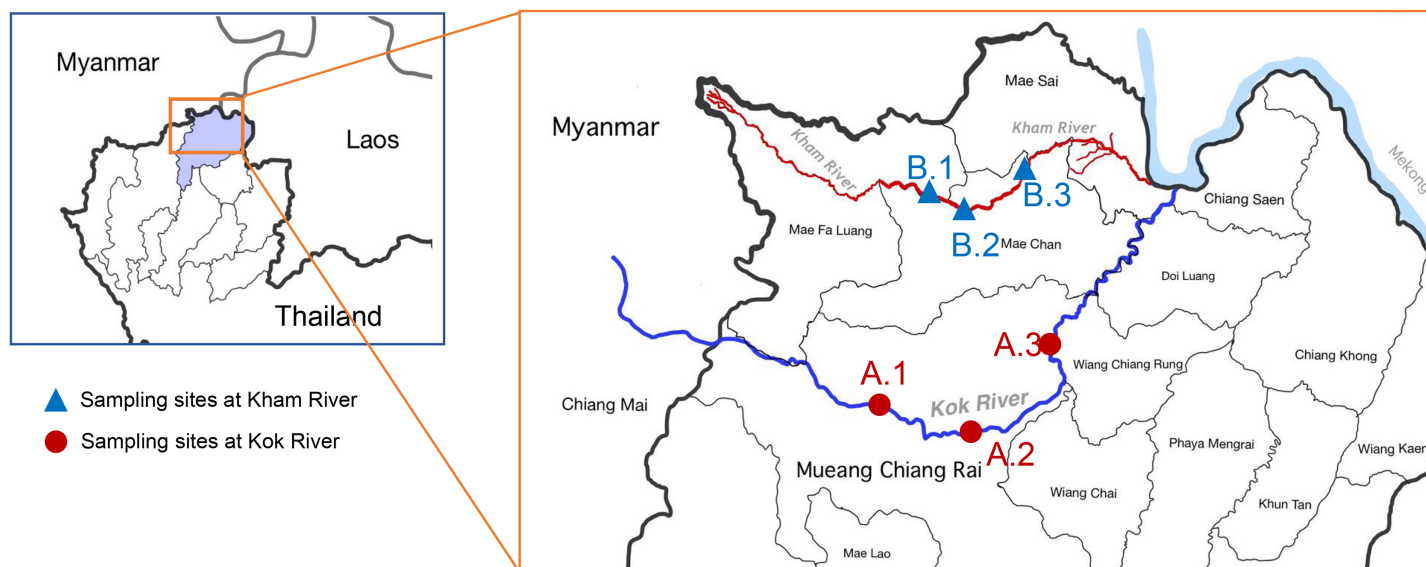 Myanmar
Laos
Thailand
Sampling sites at Kham River
Sampling sites at Kok River
Mae Sai
Myanmar
Kham River
Kham River
Mekong
B.1
B.3
B.2
Chiang Saen
Mae Fa Luang
Mae Chan
Doi Luang
A.3
A.1
Wiang Chiang Rung
Chiang Khong
Chiang Mai
Kok River
A.2
Phaya Mengrai
Wiang Kaen
Mueang Chiang Rai
Wiang Chai
Khun Tan
Mae Lao